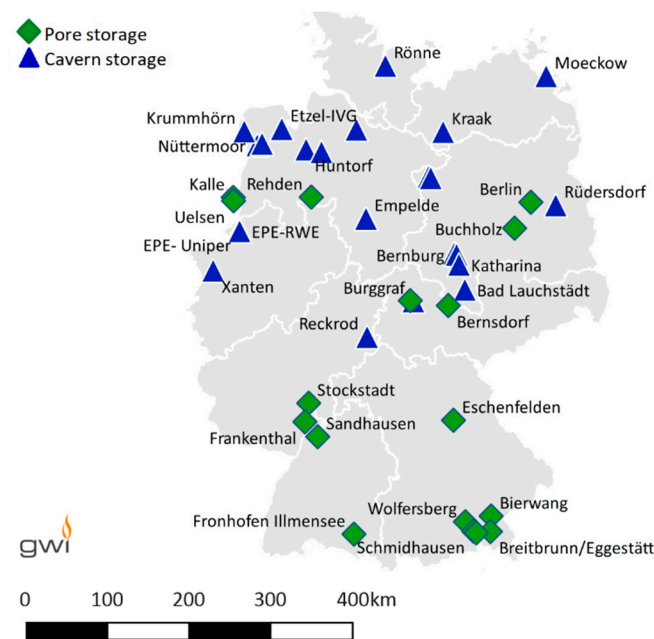 Pore storage
Cavern storage
Rönne
Moeckow
Krummhörn
Etzel-IVG
Kraak
Nüttermoor
Huntorf
Kalle
Rehden
Berlin
Rüdersdorf
Uelsen
Empelde
Buchholz
EPE-RWE
EPE- Uniper
Bernburg
Katharina
Xanten
Burggraf
Bad Lauchstädt
Bernsdorf
Reckrod
Stockstadt
Eschenfelden
Sandhausen
Frankenthal
Wolfersberg
Bierwang
Fronhofen Illmensee
Schmidhausen
Breitbrunn/Eggestätt
gwi
0 100 200 300 400km